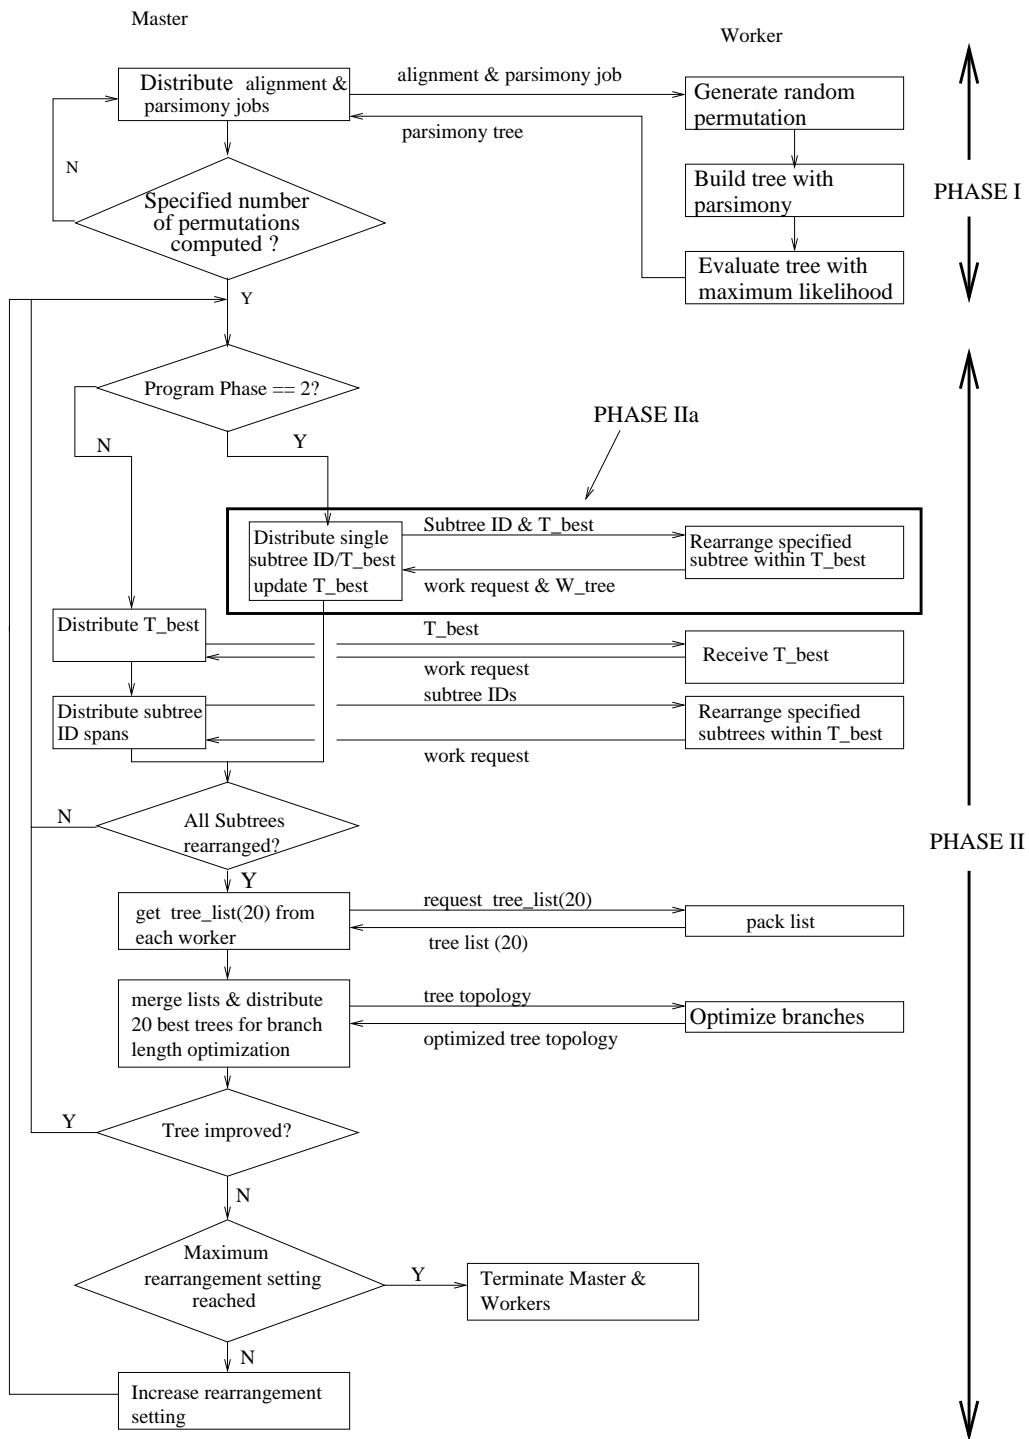 Master
Worker
Distribute alignment &
parsimony jobs
alignment & parsimony job
parsimony tree
Generate random
permutation
N
Build tree with
parsimony
PHASE I
Specified number
of permutations
computed ?
Evaluate tree with
maximum likelihood
Y
Program Phase == 2?
PHASE IIa
N
Y
Distribute single
subtree ID/T_best
update T_best
Subtree ID & T_best
work request & W_tree
Rearrange specified
subtree within T_best
Distribute T_best
T_best
work request
Receive T_best
Distribute subtree
ID spans
subtree IDs
work request
Rearrange specified
subtrees within T_best
N
All Subtrees
rearranged?
PHASE II
Y
get tree_list(20) from
each worker
request tree_list(20)
tree list (20)
pack list
merge lists & distribute
20 best trees for branch
length optimization
tree topology
optimized tree topology
Optimize branches
Y
Tree improved?
N
Maximum
rearrangement setting
reached
Y
Terminate Master &
Workers
N
Increase rearrangement
setting